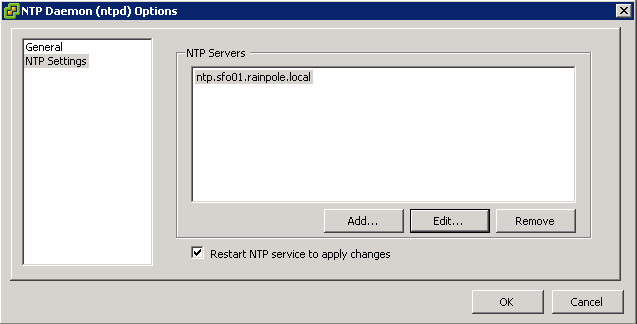 NTP Daemon (ntpd) Options
General
NTP Settings
NTP Servers
ntp.sfo01.rainpole.local
Add... Edit... Remove
Restart NTP service to apply changes
OK Cancel